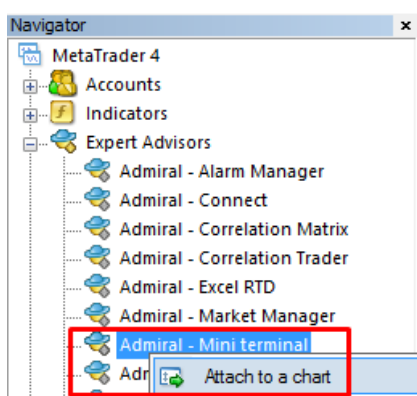 Navigator x
MetaTrader 4
Accounts
Indicators
Expert Advisors
Admiral - Alarm Manager
Admiral - Connect
Admiral - Correlation Matrix
Admiral - Correlation Trader
Admiral - Excel RTD
Admiral - Market Manager
Admiral - Mini terminal
Adr
Attach to a chart